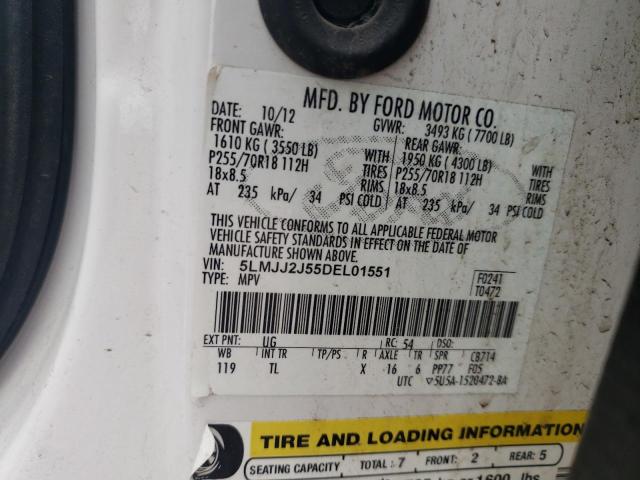 MFD. BY FORD MOTOR CO.
DATE: 10/12 GVWR: 3493 KG ( 7700 LB)
FRONT GAWR: REAR GAWR:
1610 KG ( 3550 LB) WITH 1950 KG ( 4300 LB) WITH
P255/70R18 112H TIRES P255/70R18 112H TIRES
18x8.5 RIMS 18x8.5 RIMS
AT 235 kPa/ 34 PSI COLD AT 235 kPa/ 34 PSI COLD
THIS VEHICLE CONFORMS TO ALL APPLICABLE FEDERAL MOTOR
VEHICLE SAFETY STANDARDS IN EFFECT ON THE DATE OF
MANUFACTURE SHOWN ABOVE.
VIN: 5LMJJ2J55DEL01551 F0241
TYPE: MPV T0472
EXT PNT: UG RC: 54 DSO:
WB INT TR TP/PS R AXLE TR SPR CB714
119 TL X 16 6 PP77 F05
UTC ▽5U5A-1520472-BA
TIRE AND LOADING INFORMATION
SEATING CAPACITY TOTAL: 7 FRONT: 2 REAR: 5